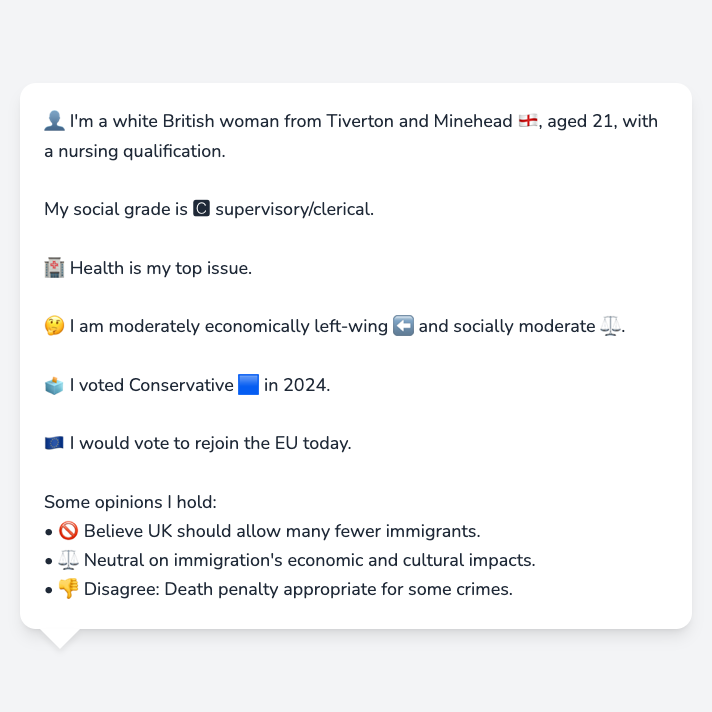 👤 I'm a white British woman from Tiverton and Minehead 🏴󠁧󠁢󠁥󠁮󠁧󠁿, aged 21, with
a nursing qualification.
My social grade is 🅲 supervisory/clerical.
🏥 Health is my top issue.
🤔 I am moderately economically left-wing ⬅️ and socially moderate ⚖️.
🗳️ I voted Conservative 🟦 in 2024.
🇪🇺 I would vote to rejoin the EU today.
Some opinions I hold:
• 🚫 Believe UK should allow many fewer immigrants.
• ⚖️ Neutral on immigration's economic and cultural impacts.
• 👎 Disagree: Death penalty appropriate for some crimes.